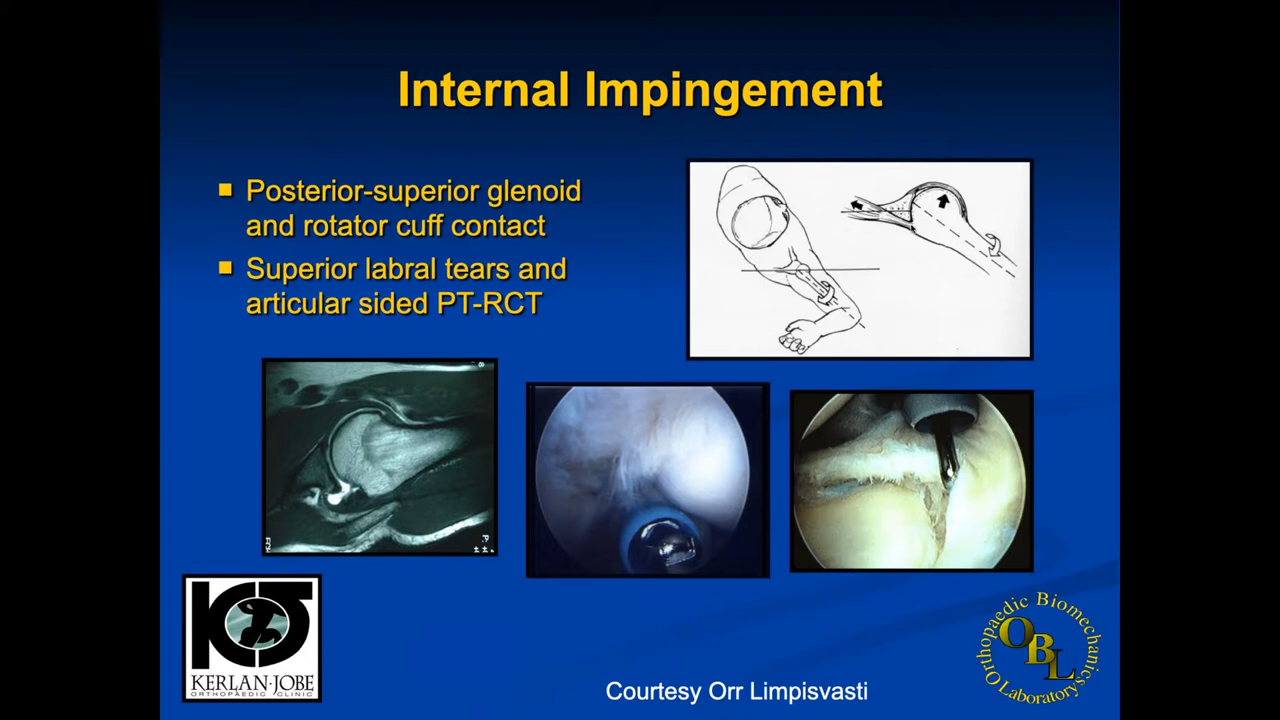 Internal Impingement
Posterior-superior glenoid
and rotator cuff contact
Superior labral tears and
articular sided PT-RCT
KERLAN·JOBE
ORTHOPAEDIC CLINIC
Courtesy Orr Limpisvasti
Orthopaedic Biomechanics
OBL
Laboratory